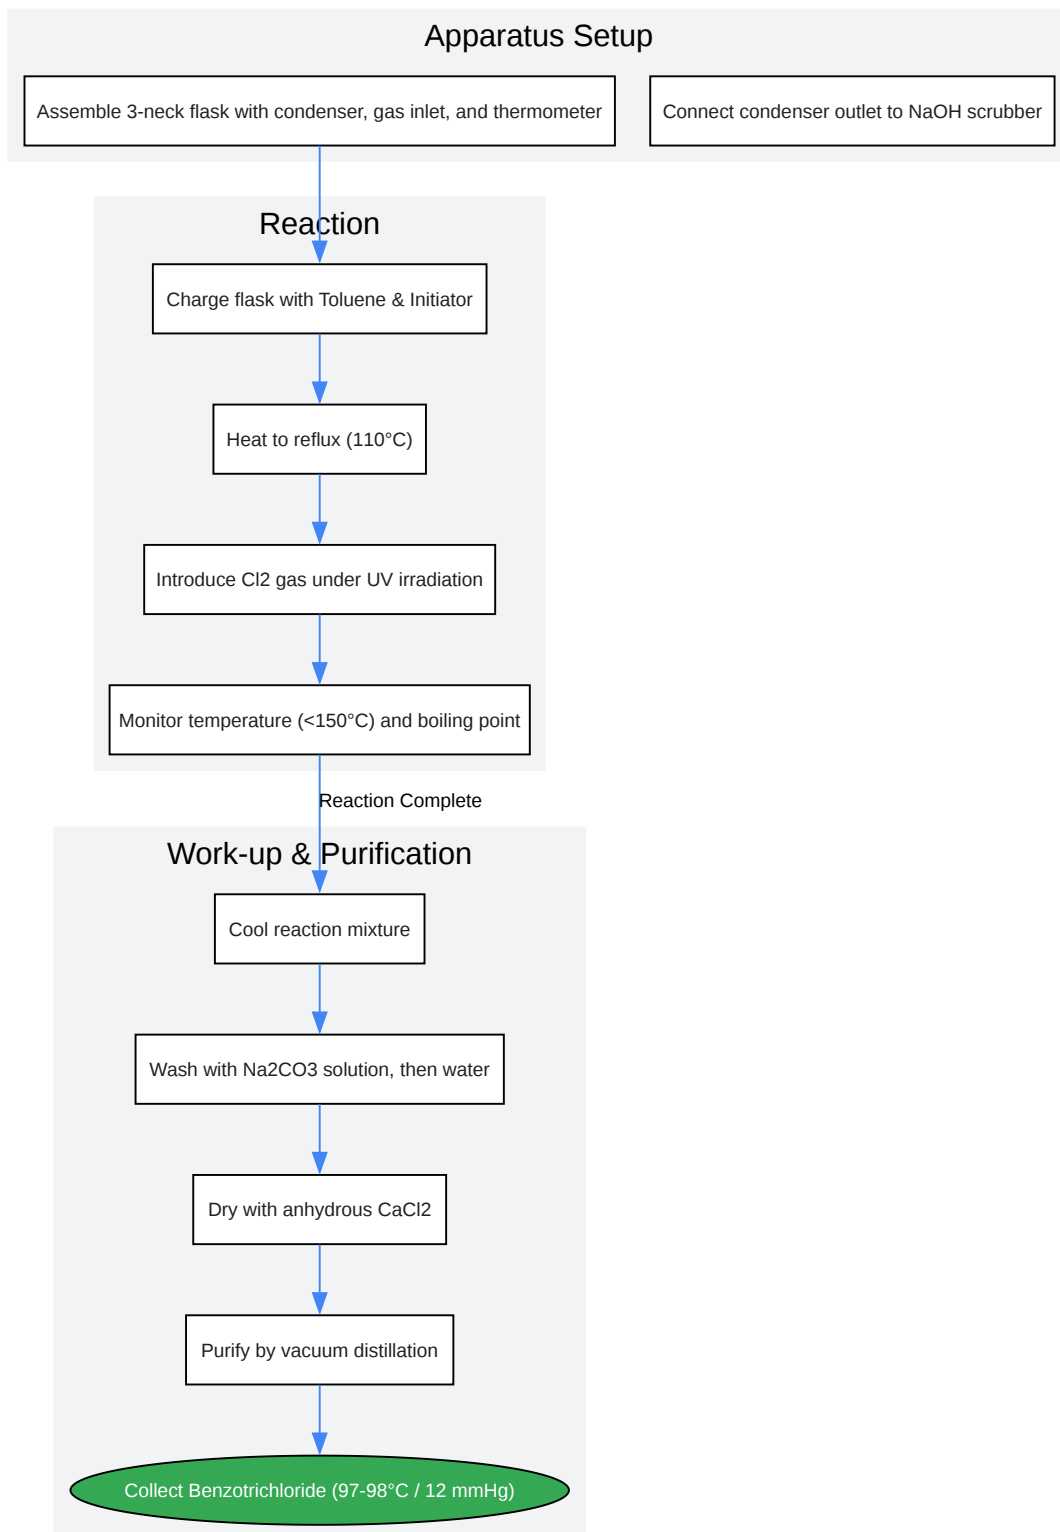 Apparatus Setup
Assemble 3-neck flask with condenser, gas inlet, and thermometer
Connect condenser outlet to NaOH scrubber
Reaction
Charge flask with Toluene & Initiator
Heat to reflux (110°C)
Introduce Cl2 gas under UV irradiation
Monitor temperature (<150°C) and boiling point
Reaction Complete
Work-up & Purification
Cool reaction mixture
Wash with Na2CO3 solution, then water
Dry with anhydrous CaCl2
Purify by vacuum distillation
Collect Benzotrichloride (97-98°C / 12 mmHg)